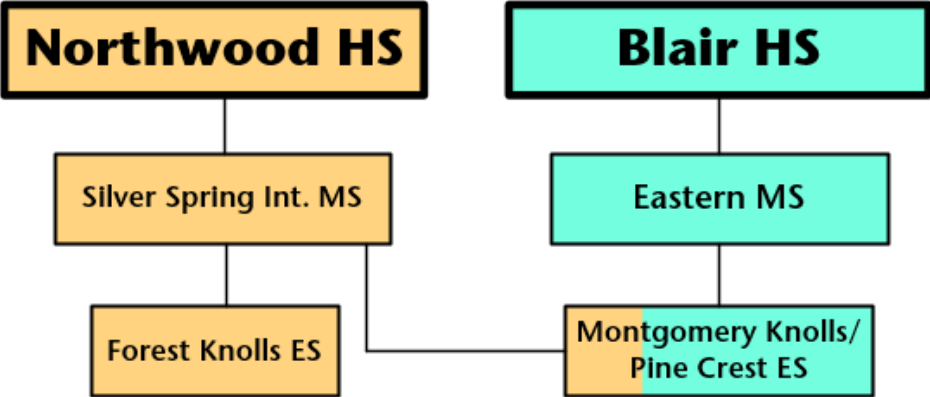 Northwood HS
Blair HS
Silver Spring Int. MS
Eastern MS
Forest Knolls ES
Montgomery Knolls/
Pine Crest ES